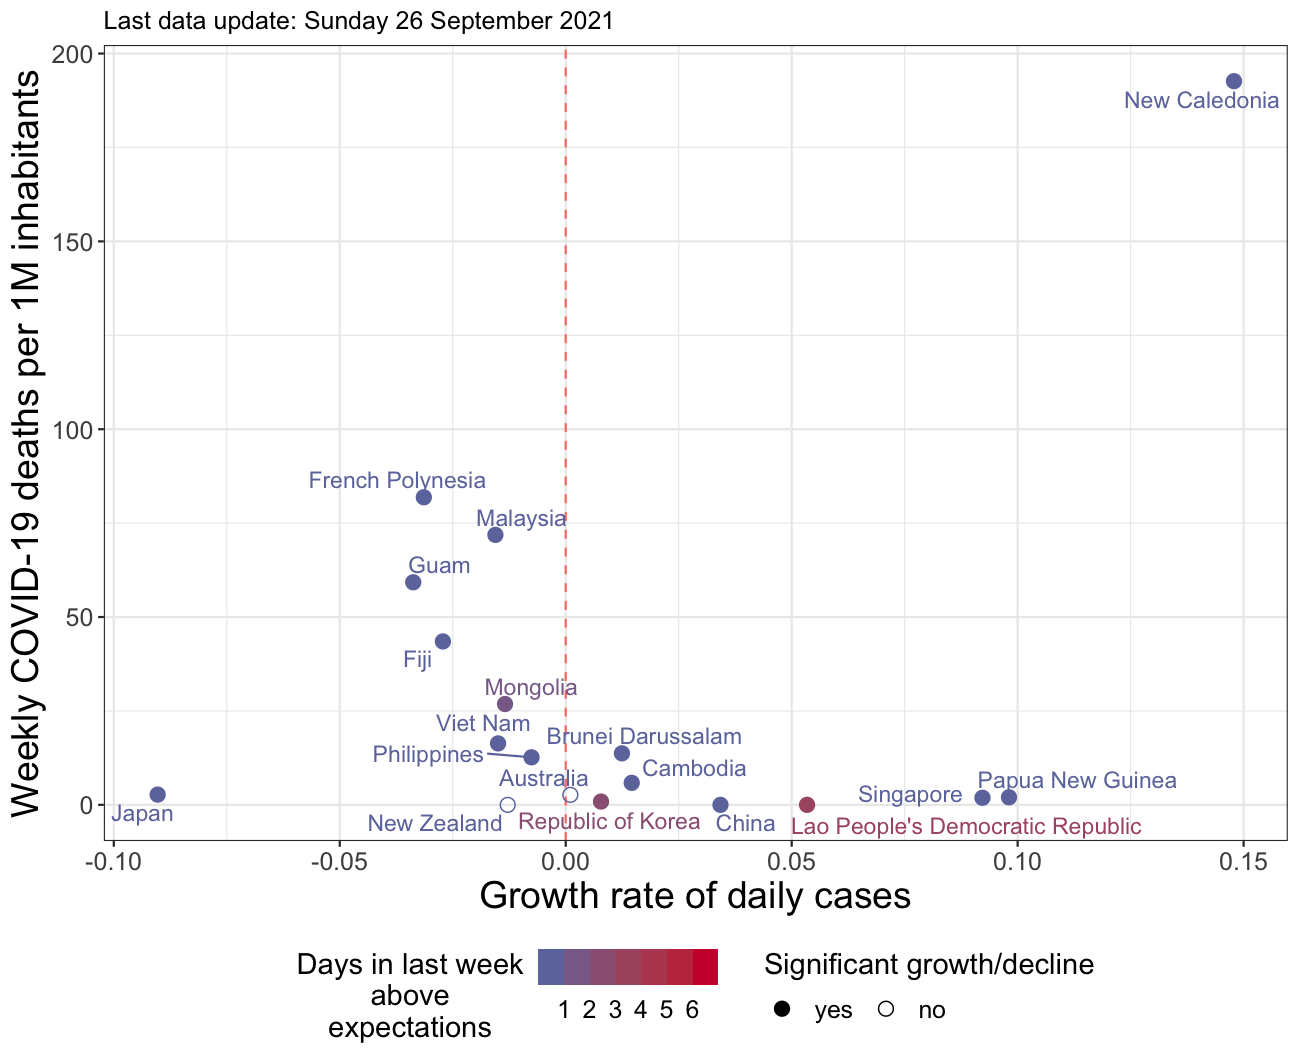 Last data update: Sunday 26 September 2021
Weekly COVID-19 deaths per 1M inhabitants
200
150
100
50
0
New Caledonia
French Polynesia
Malaysia
Guam
Fiji
Mongolia
Viet Nam
Brunei Darussalam
Philippines
Cambodia
Australia
Papua New Guinea
Singapore
Japan
New Zealand
Republic of Korea
China
Lao People's Democratic Republic
-0.10 -0.05 0.00 0.05 0.10 0.15
Growth rate of daily cases
Days in last week
above
expectations
1 2 3 4 5 6
Significant growth/decline
yes no